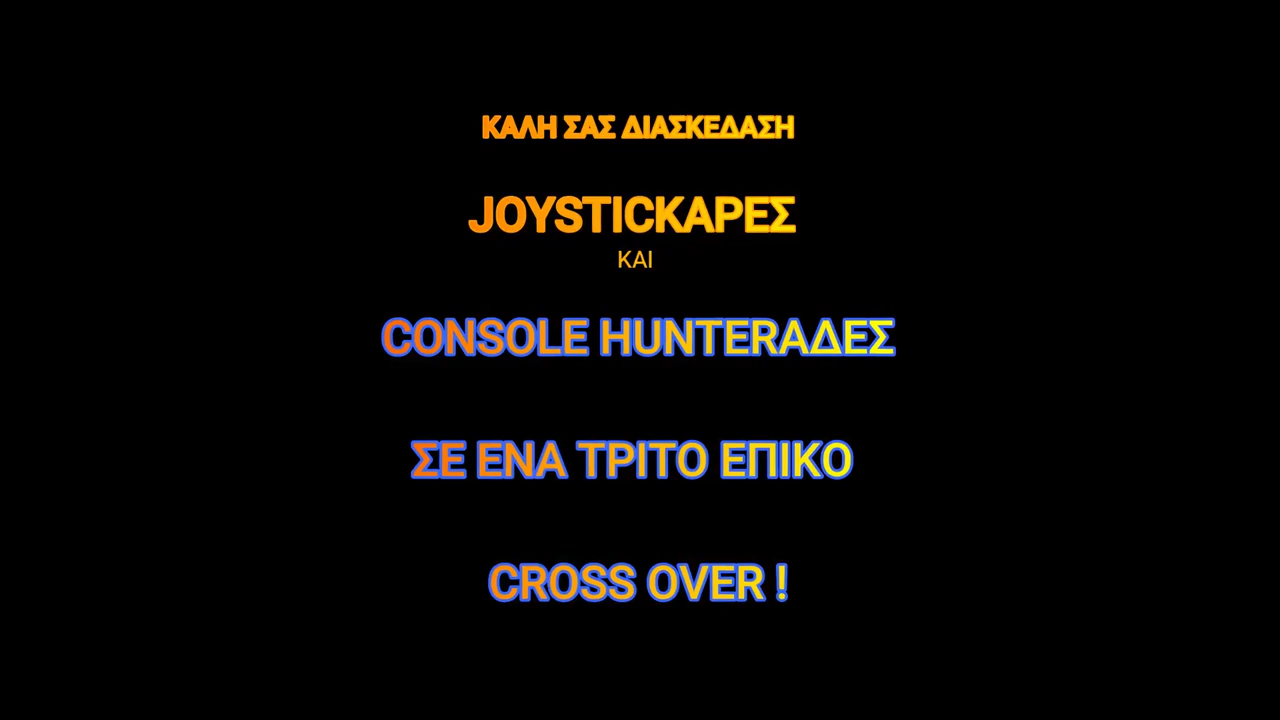 ΚΑΛΗ ΣΑΣ ΔΙΑΣΚΕΔΑΣΗ
JOYSTICKΑΡΕΣ
ΚΑΙ
CONSOLE HUNTERΑΔΕΣ
ΣΕ ΕΝΑ ΤΡΙΤΟ ΕΠΙΚΟ
CROSS OVER !